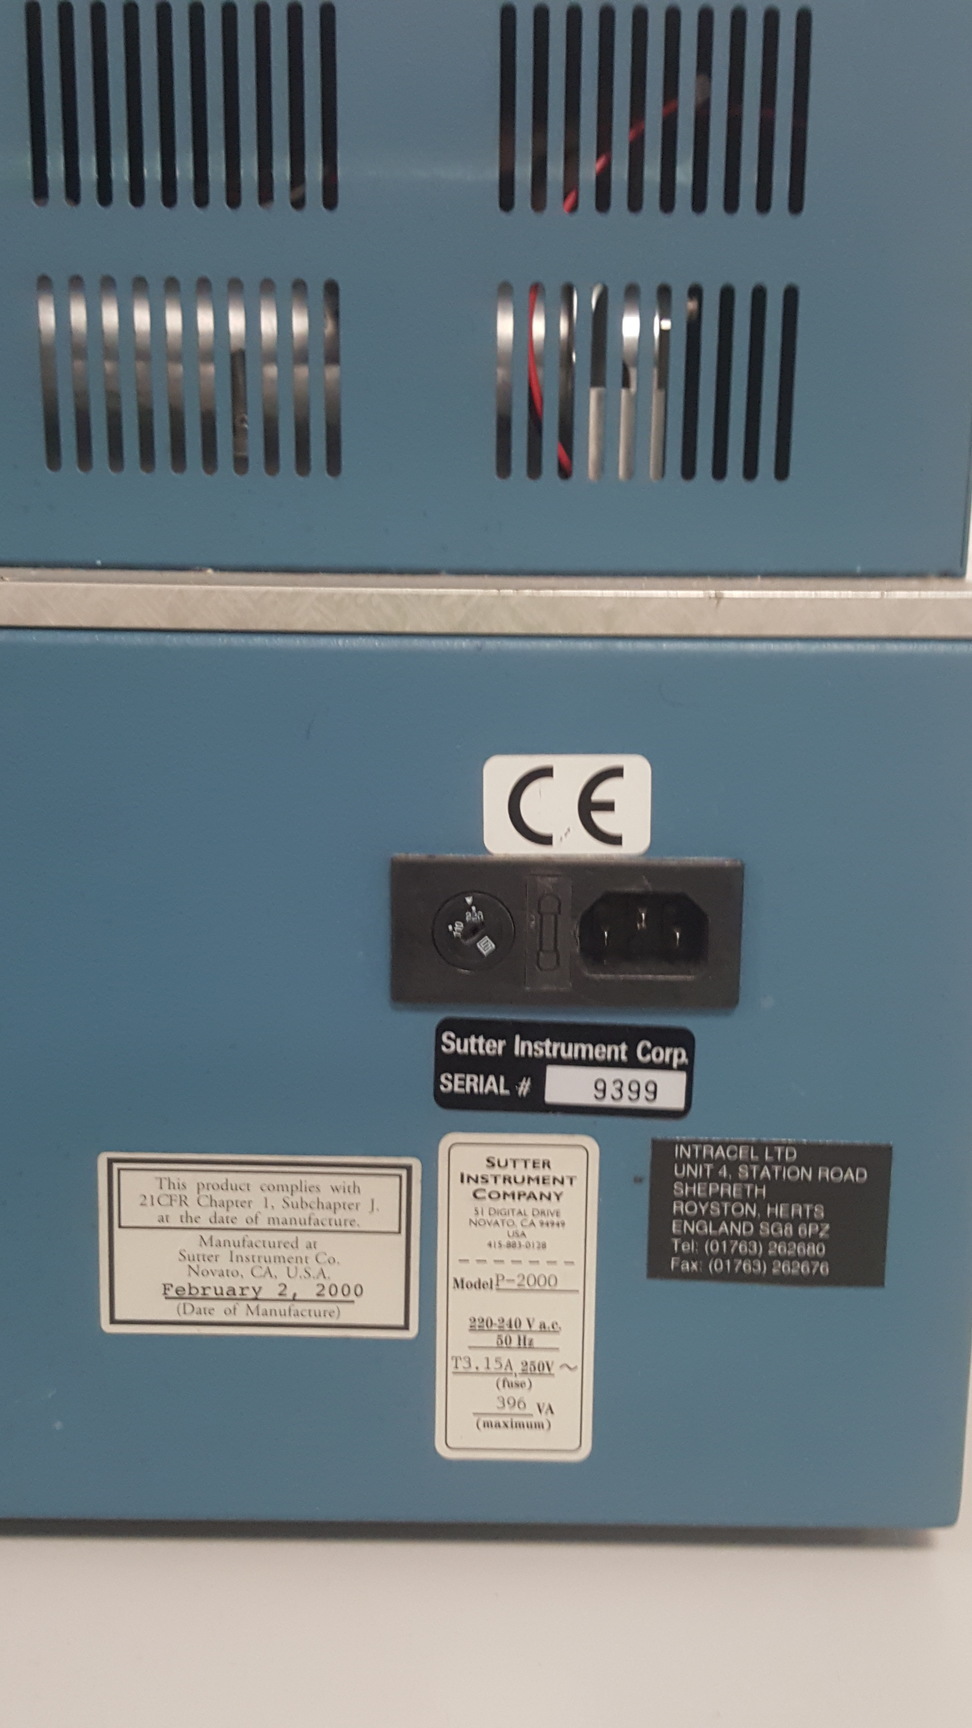 CE
110
220
Sutter Instrument Corp.
SERIAL # 9399
This product complies with
21CFR Chapter 1, Subchapter J.
at the date of manufacture.
Manufactured at
Sutter Instrument Co.
Novato, CA, U.S.A.
February 2, 2000
(Date of Manufacture)
SUTTER
INSTRUMENT
COMPANY
51 DIGITAL DRIVE
NOVATO, CA 94949
USA
415-883-0128
Model P-2000
220-240 V a.c.
50 Hz
T3.15A, 250V ~
(fuse)
396 VA
(maximum)
INTRACEL LTD
UNIT 4, STATION ROAD
SHEPRETH
ROYSTON, HERTS
ENGLAND SG8 6PZ
Tel: (01763) 262680
Fax: (01763) 262676